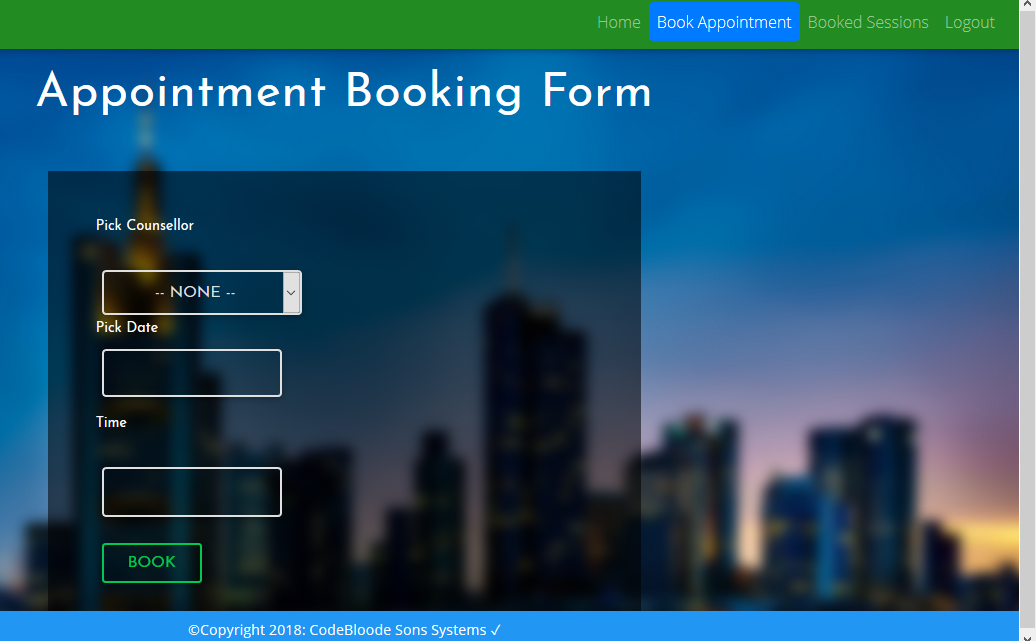 Home Book Appointment Booked Sessions Logout
Appointment Booking Form
Pick Counsellor
-- NONE --
Pick Date
Time
BOOK
©Copyright 2018: CodeBloode Sons Systems ✓